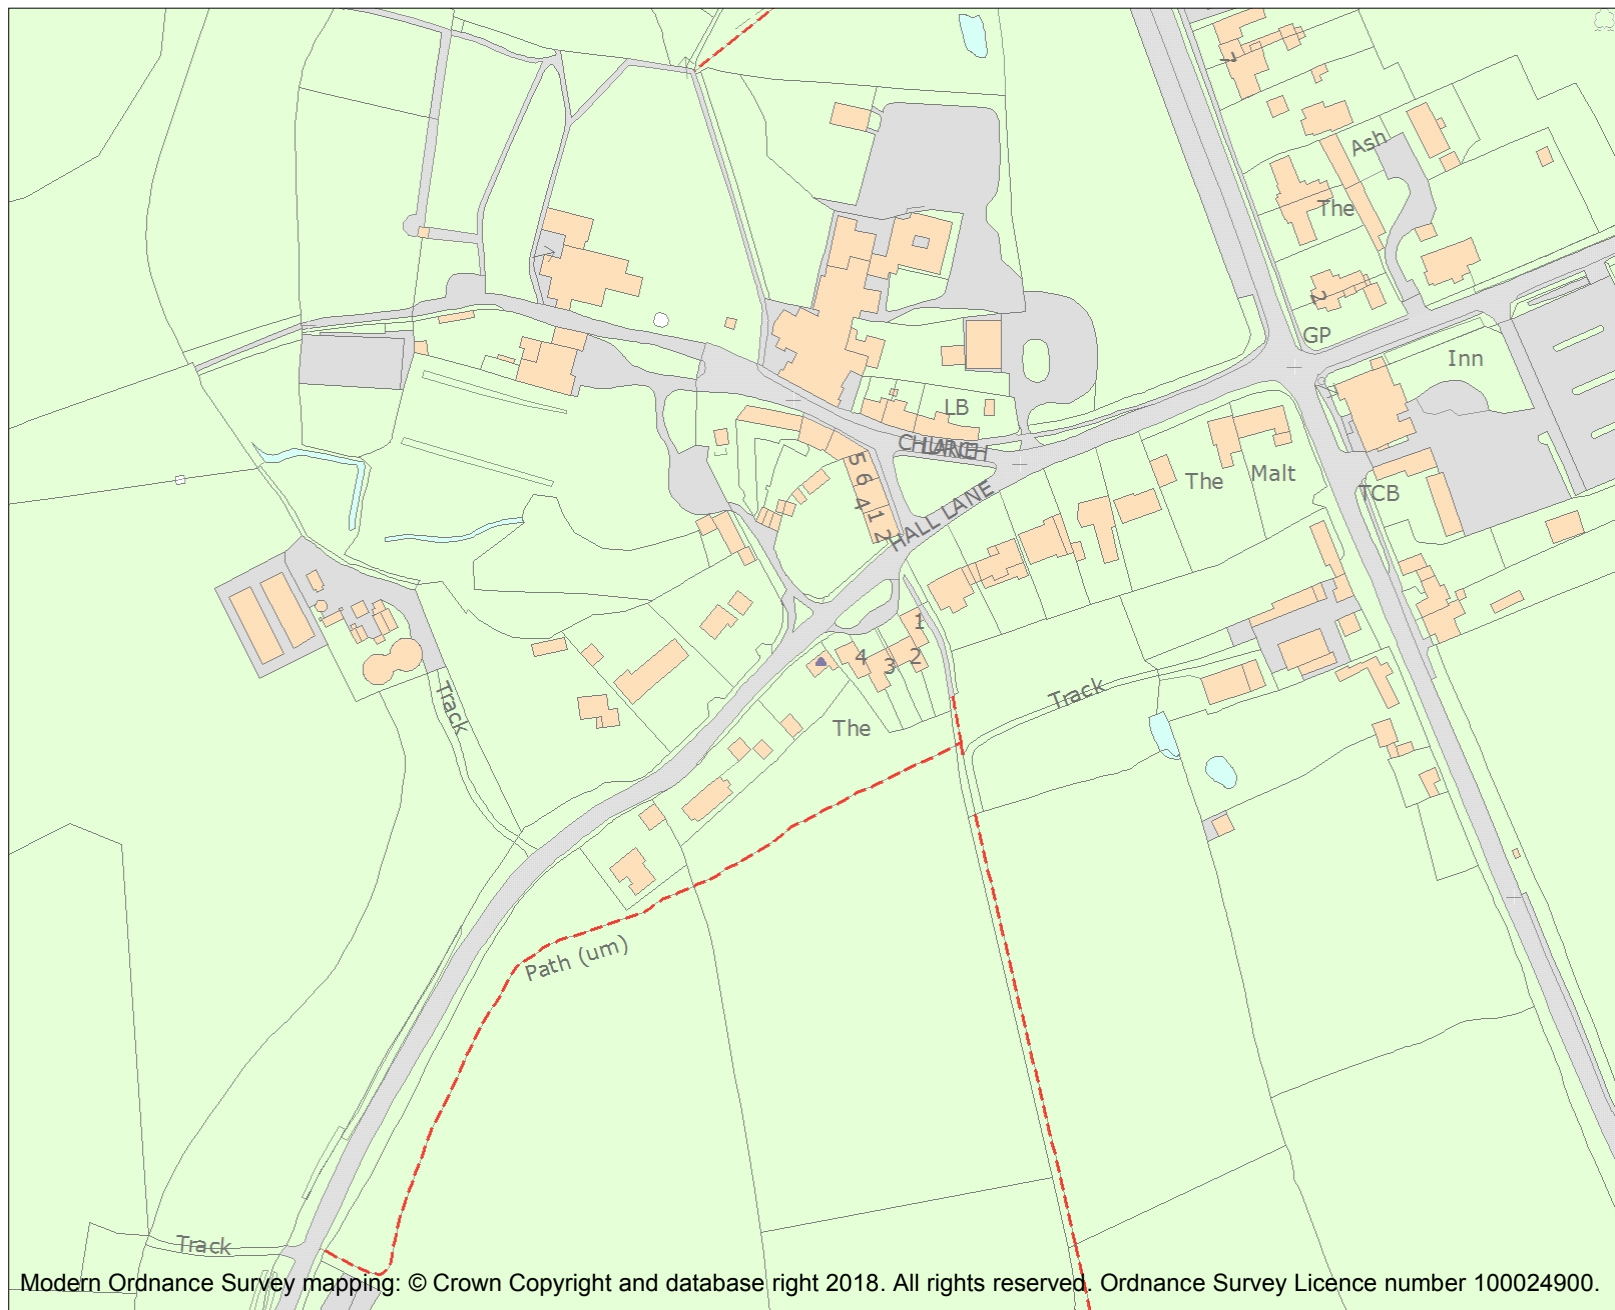 1
Ash
The
2
GP
Inn
LB
CHURCH
LANE
5
6
4
1
2
HALL LANE
The
Malt
TCB
1
2
3
4
The
Track
Track
Path (um)
Track
Modern Ordnance Survey mapping: © Crown Copyright and database right 2018. All rights reserved. Ordnance Survey Licence number 100024900.